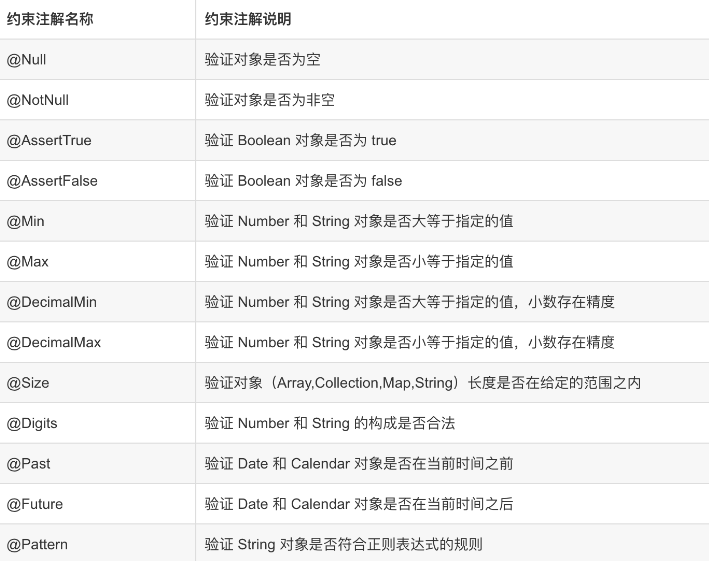 约束注解名称 约束注解说明
@Null 验证对象是否为空
@NotNull 验证对象是否为非空
@AssertTrue 验证 Boolean 对象是否为 true
@AssertFalse 验证 Boolean 对象是否为 false
@Min 验证 Number 和 String 对象是否大等于指定的值
@Max 验证 Number 和 String 对象是否小等于指定的值
@DecimalMin 验证 Number 和 String 对象是否大等于指定的值，小数存在精度
@DecimalMax 验证 Number 和 String 对象是否小等于指定的值，小数存在精度
@Size 验证对象（Array,Collection,Map,String）长度是否在给定的范围之内
@Digits 验证 Number 和 String 的构成是否合法
@Past 验证 Date 和 Calendar 对象是否在当前时间之前
@Future 验证 Date 和 Calendar 对象是否在当前时间之后
@Pattern 验证 String 对象是否符合正则表达式的规则